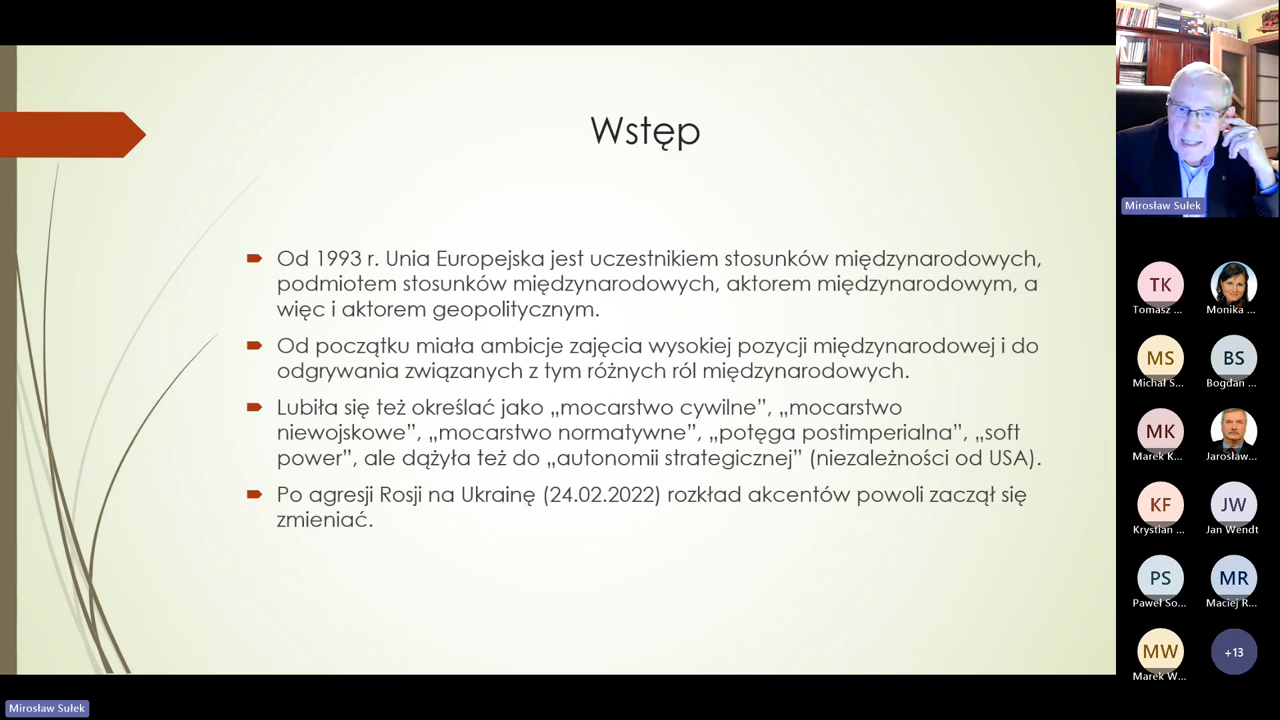 Wstęp
Od 1993 r. Unia Europejska jest uczestnikiem stosunków międzynarodowych,
podmiotem stosunków międzynarodowych, aktorem międzynarodowym, a
więc i aktorem geopolitycznym.
Od początku miała ambicje zajęcia wysokiej pozycji międzynarodowej i do
odgrywania związanych z tym różnych ról międzynarodowych.
Lubiła się też określać jako „mocarstwo cywilne”, „mocarstwo
niewojskowe”, „mocarstwo normatywne”, „potęga postimperialna”, „soft
power”, ale dążyła też do „autonomii strategicznej” (niezależności od USA).
Po agresji Rosji na Ukrainę (24.02.2022) rozkład akcentów powoli zaczął się
zmieniać.
Mirosław Sułek
TK
Tomasz ... Monika ...
MS BS
Michał S... Bogdan ...
MK
Marek K... Jarosław...
KF JW
Krystian ... Jan Wendt
PS MR
Paweł So... Maciej R...
MW +13
Marek W...
Mirosław Sułek